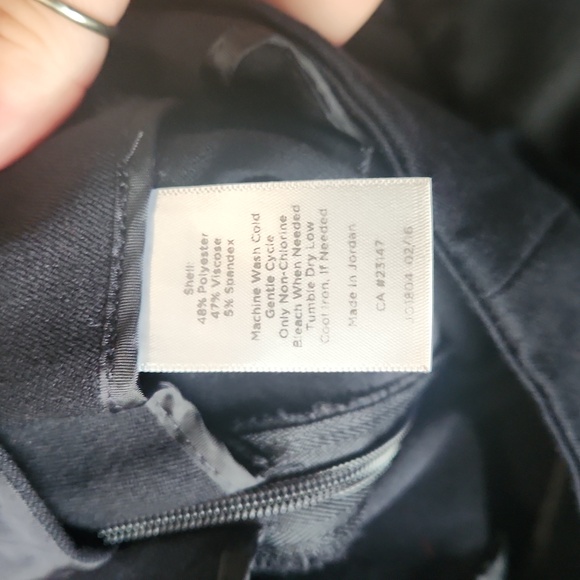 Shell:
48% Polyester
47% Viscose
5% Spandex
Machine Wash Cold
Gentle Cycle
Only Non-Chlorine
Bleach When Needed
Tumble Dry Low
Cool Iron, If Needed
Made in Jordan
CA #23147
JO1804 02/16